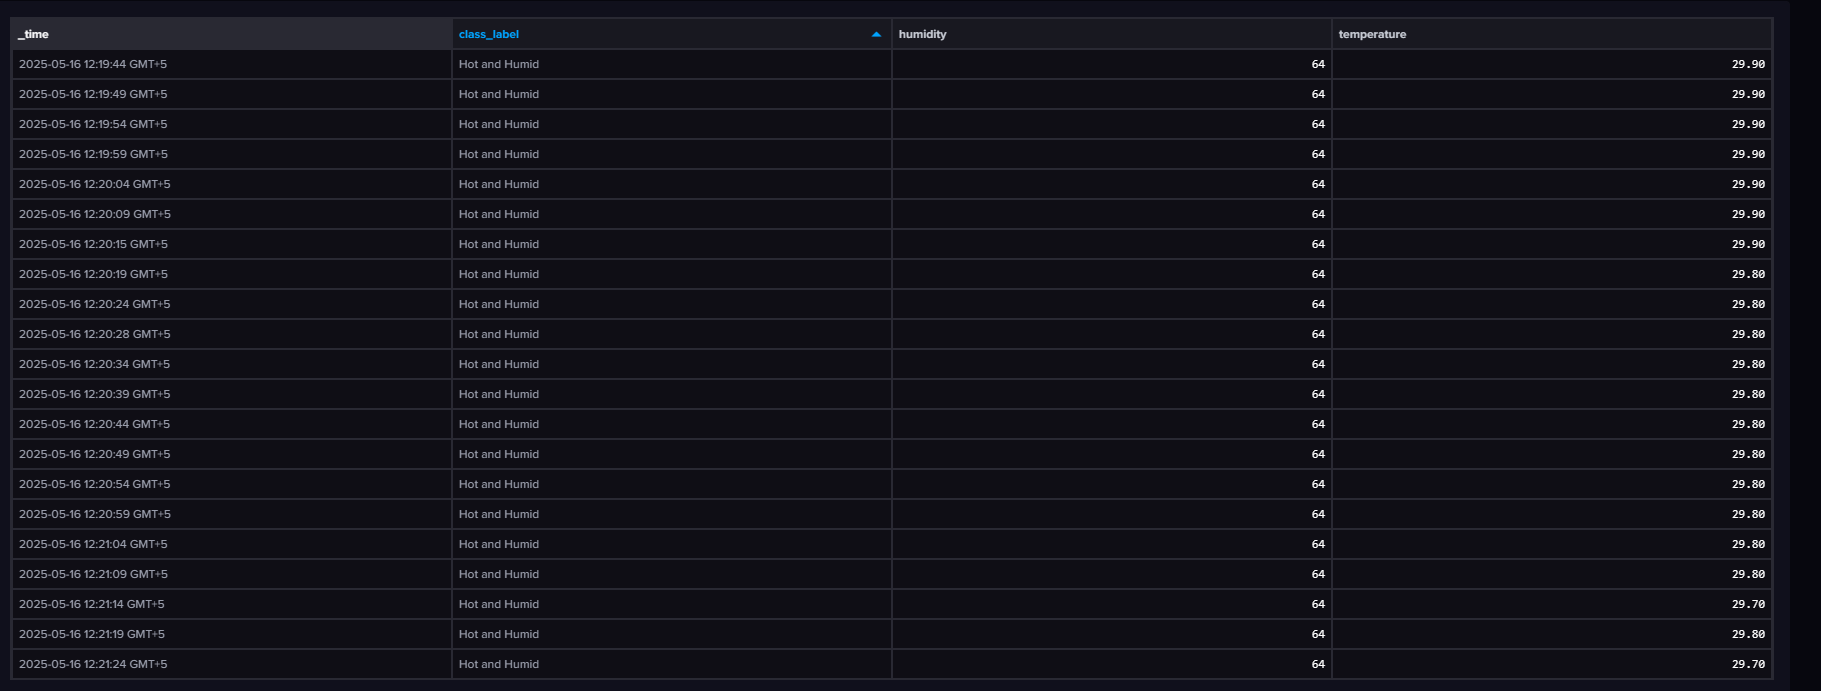 _time class_label humidity temperature
2025-05-16 12:19:44 GMT+5 Hot and Humid 64 29.90
2025-05-16 12:19:49 GMT+5 Hot and Humid 64 29.90
2025-05-16 12:19:54 GMT+5 Hot and Humid 64 29.90
2025-05-16 12:19:59 GMT+5 Hot and Humid 64 29.90
2025-05-16 12:20:04 GMT+5 Hot and Humid 64 29.90
2025-05-16 12:20:09 GMT+5 Hot and Humid 64 29.90
2025-05-16 12:20:15 GMT+5 Hot and Humid 64 29.90
2025-05-16 12:20:19 GMT+5 Hot and Humid 64 29.80
2025-05-16 12:20:24 GMT+5 Hot and Humid 64 29.80
2025-05-16 12:20:28 GMT+5 Hot and Humid 64 29.80
2025-05-16 12:20:34 GMT+5 Hot and Humid 64 29.80
2025-05-16 12:20:39 GMT+5 Hot and Humid 64 29.80
2025-05-16 12:20:44 GMT+5 Hot and Humid 64 29.80
2025-05-16 12:20:49 GMT+5 Hot and Humid 64 29.80
2025-05-16 12:20:54 GMT+5 Hot and Humid 64 29.80
2025-05-16 12:20:59 GMT+5 Hot and Humid 64 29.80
2025-05-16 12:21:04 GMT+5 Hot and Humid 64 29.80
2025-05-16 12:21:09 GMT+5 Hot and Humid 64 29.80
2025-05-16 12:21:14 GMT+5 Hot and Humid 64 29.70
2025-05-16 12:21:19 GMT+5 Hot and Humid 64 29.80
2025-05-16 12:21:24 GMT+5 Hot and Humid 64 29.70